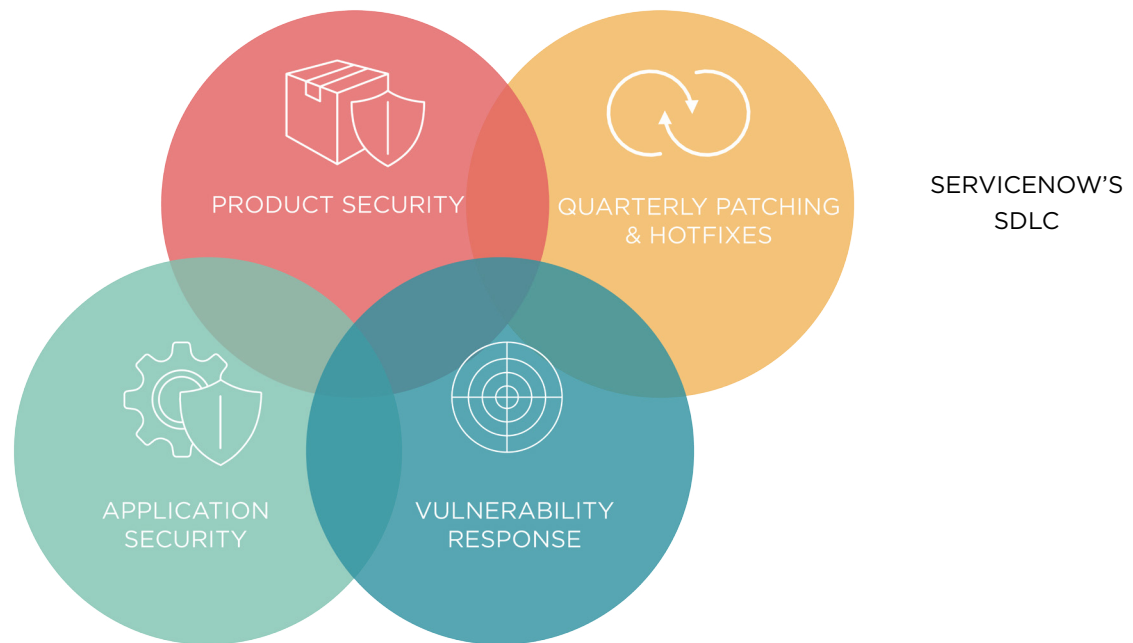 PRODUCT SECURITY
QUARTERLY PATCHING
& HOTFIXES
SERVICENOW’S
SDLC
APPLICATION
SECURITY
VULNERABILITY
RESPONSE